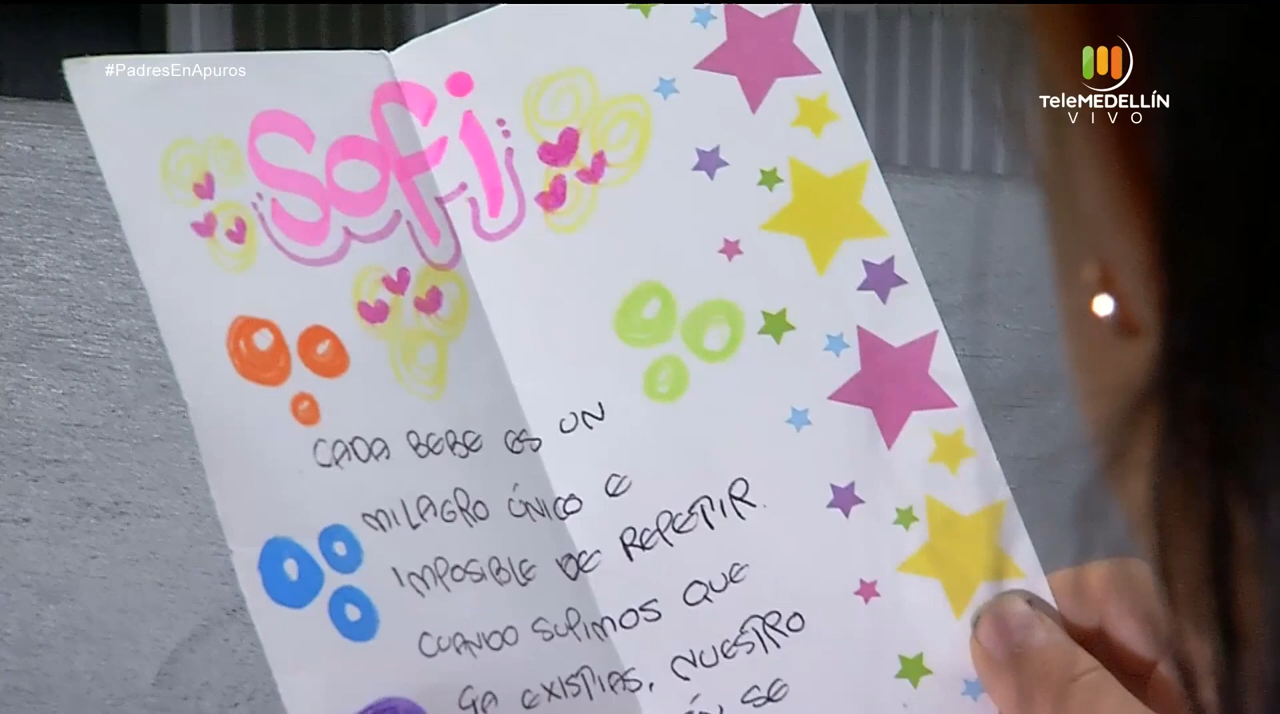 #PadresEnApuros
TeleMEDELLÍN
VIVO
Sofi
CADA BEBE ES UN
MILAGRO ÚNICO E
IMPOSIBLE DE REPETIR.
CUANDO SUPIMOS QUE
YA EXISTIAS, NUESTRO
SE